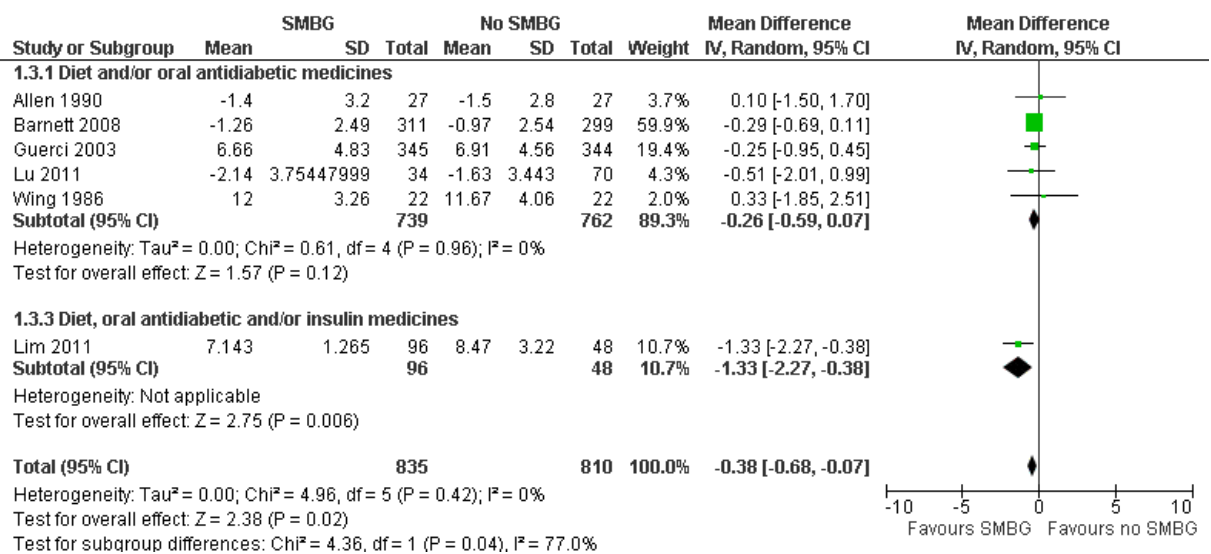 SMBG No SMBG Mean Difference Mean Difference
Study or Subgroup Mean SD Total Mean SD Total Weight IV, Random, 95% CI IV, Random, 95% CI
1.3.1 Diet and/or oral antidiabetic medicines
Allen 1990 -1.4 3.2 27 -1.5 2.8 27 3.7% 0.10 [-1.50, 1.70]
Barnett 2008 -1.26 2.49 311 -0.97 2.54 299 59.9% -0.29 [-0.69, 0.11]
Guerci 2003 6.66 4.83 345 6.91 4.56 344 19.4% -0.25 [-0.95, 0.45]
Lu 2011 -2.14 3.75447999 34 -1.63 3.443 70 4.3% -0.51 [-2.01, 0.99]
Wing 1986 12 3.26 22 11.67 4.06 22 2.0% 0.33 [-1.85, 2.51]
Subtotal (95% CI) 739 762 89.3% -0.26 [-0.59, 0.07]
Heterogeneity: Tau² = 0.00; Chi² = 0.61, df = 4 (P = 0.96); I² = 0%
Test for overall effect: Z = 1.57 (P = 0.12)
1.3.3 Diet, oral antidiabetic and/or insulin medicines
Lim 2011 7.143 1.265 96 8.47 3.22 48 10.7% -1.33 [-2.27, -0.38]
Subtotal (95% CI) 96 48 10.7% -1.33 [-2.27, -0.38]
Heterogeneity: Not applicable
Test for overall effect: Z = 2.75 (P = 0.006)
Total (95% CI) 835 810 100.0% -0.38 [-0.68, -0.07]
Heterogeneity: Tau² = 0.00; Chi² = 4.96, df = 5 (P = 0.42); I² = 0%
Test for overall effect: Z = 2.38 (P = 0.02)
Test for subgroup differences: Chi² = 4.36, df = 1 (P = 0.04), I² = 77.0%
-10 -5 0 5 10
Favours SMBG Favours no SMBG